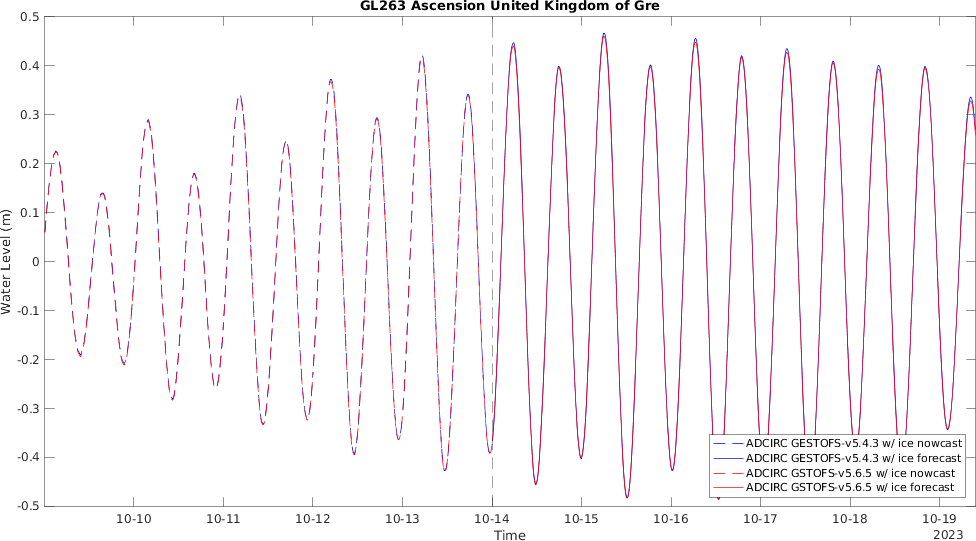 GL263 Ascension United Kingdom of Gre
0.5
0.4
0.3
0.2
0.1
0
-0.1
-0.2
-0.3
-0.4
-0.5
Water Level (m)
ADCIRC GESTOFS-v5.4.3 w/ ice nowcast
ADCIRC GESTOFS-v5.4.3 w/ ice forecast
ADCIRC GSTOFS-v5.6.5 w/ ice nowcast
ADCIRC GSTOFS-v5.6.5 w/ ice forecast
10-10 10-11 10-12 10-13 10-14 10-15 10-16 10-17 10-18 10-19
Time
2023